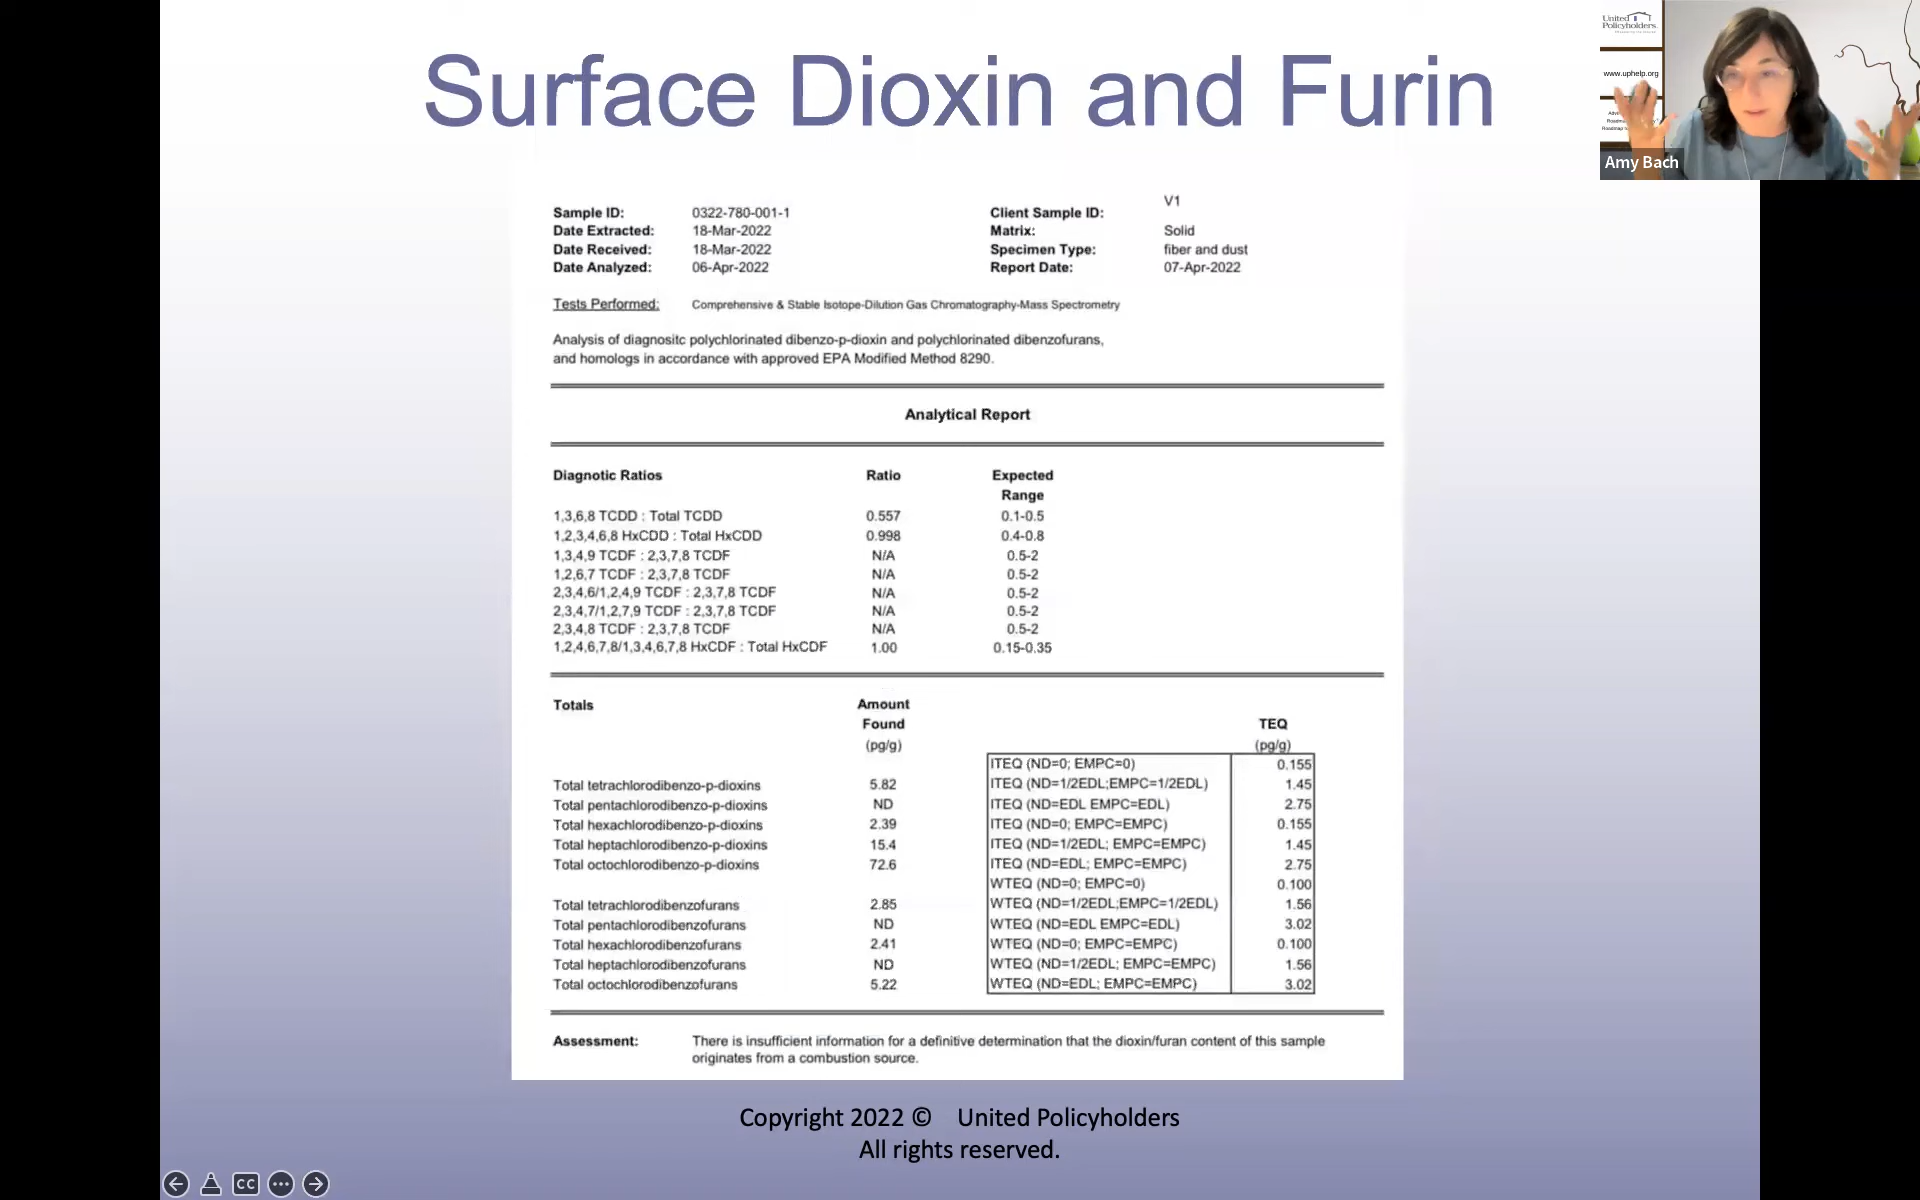 Surface Dioxin and Furin
United
Policyholders
www.uphelp.org
Amy Bach
V1
Sample ID: 0322-780-001-1 Client Sample ID:
Date Extracted: 18-Mar-2022 Matrix: Solid
Date Received: 18-Mar-2022 Specimen Type: fiber and dust
Date Analyzed: 06-Apr-2022 Report Date: 07-Apr-2022
Tests Performed: Comprehensive & Stable Isotope-Dilution Gas Chromatography-Mass Spectrometry
Analysis of diagnositc polychlorinated dibenzo-p-dioxin and polychlorinated dibenzofurans,
and homologs in accordance with approved EPA Modified Method 8290.
Analytical Report
Diagnotic Ratios Ratio Expected
Range
1,3,6,8 TCDD : Total TCDD 0.557 0.1-0.5
1,2,3,4,6,8 HxCDD : Total HxCDD 0.998 0.4-0.8
1,3,4,9 TCDF : 2,3,7,8 TCDF N/A 0.5-2
1,2,6,7 TCDF : 2,3,7,8 TCDF N/A 0.5-2
2,3,4,6/1,2,4,9 TCDF : 2,3,7,8 TCDF N/A 0.5-2
2,3,4,7/1,2,7,9 TCDF : 2,3,7,8 TCDF N/A 0.5-2
2,3,4,8 TCDF : 2,3,7,8 TCDF N/A 0.5-2
1,2,4,6,7,8/1,3,4,6,7,8 HxCDF : Total HxCDF 1.00 0.15-0.35
Totals Amount
Found TEQ
(pg/g) (pg/g)
ITEQ (ND=0; EMPC=0) 0.155
Total tetrachlorodibenzo-p-dioxins 5.82 ITEQ (ND=1/2EDL;EMPC=1/2EDL) 1.45
Total pentachlorodibenzo-p-dioxins ND ITEQ (ND=EDL EMPC=EDL) 2.75
Total hexachlorodibenzo-p-dioxins 2.39 ITEQ (ND=0; EMPC=EMPC) 0.155
Total heptachlorodibenzo-p-dioxins 15.4 ITEQ (ND=1/2EDL; EMPC=EMPC) 1.45
Total octochlorodibenzo-p-dioxins 72.6 ITEQ (ND=EDL; EMPC=EMPC) 2.75
WTEQ (ND=0; EMPC=0) 0.100
Total tetrachlorodibenzofurans 2.85 WTEQ (ND=1/2EDL;EMPC=1/2EDL) 1.56
Total pentachlorodibenzofurans ND WTEQ (ND=EDL EMPC=EDL) 3.02
Total hexachlorodibenzofurans 2.41 WTEQ (ND=0; EMPC=EMPC) 0.100
Total heptachlorodibenzofurans ND WTEQ (ND=1/2EDL; EMPC=EMPC) 1.56
Total octochlorodibenzofurans 5.22 WTEQ (ND=EDL; EMPC=EMPC) 3.02
Assessment: There is insufficient information for a definitive determination that the dioxin/furan content of this sample
originates from a combustion source.
Copyright 2022 © United Policyholders
All rights reserved.
CC